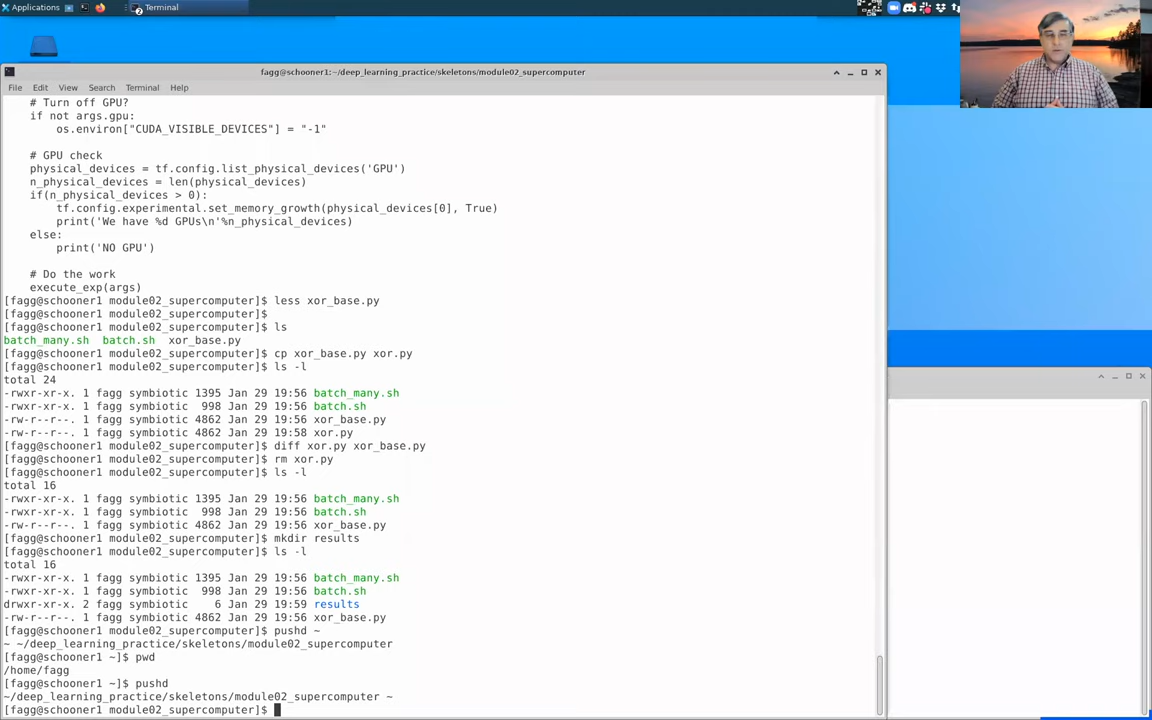 Applications
Terminal
fagg@schooner1:~/deep_learning_practice/skeletons/module02_supercomputer
File Edit View Search Terminal Help
# Turn off GPU?
if not args.gpu:
os.environ["CUDA_VISIBLE_DEVICES"] = "-1"
# GPU check
physical_devices = tf.config.list_physical_devices('GPU')
n_physical_devices = len(physical_devices)
if(n_physical_devices > 0):
tf.config.experimental.set_memory_growth(physical_devices[0], True)
print('We have %d GPUs\n'%n_physical_devices)
else:
print('NO GPU')
# Do the work
execute_exp(args)
[fagg@schooner1 module02_supercomputer]$ less xor_base.py
[fagg@schooner1 module02_supercomputer]$
[fagg@schooner1 module02_supercomputer]$ ls
batch_many.sh batch.sh xor_base.py
[fagg@schooner1 module02_supercomputer]$ cp xor_base.py xor.py
[fagg@schooner1 module02_supercomputer]$ ls -l
total 24
-rwxr-xr-x. 1 fagg symbiotic 1395 Jan 29 19:56 batch_many.sh
-rwxr-xr-x. 1 fagg symbiotic 998 Jan 29 19:56 batch.sh
-rw-r--r--. 1 fagg symbiotic 4862 Jan 29 19:56 xor_base.py
-rw-r--r--. 1 fagg symbiotic 4862 Jan 29 19:58 xor.py
[fagg@schooner1 module02_supercomputer]$ diff xor.py xor_base.py
[fagg@schooner1 module02_supercomputer]$ rm xor.py
[fagg@schooner1 module02_supercomputer]$ ls -l
total 16
-rwxr-xr-x. 1 fagg symbiotic 1395 Jan 29 19:56 batch_many.sh
-rwxr-xr-x. 1 fagg symbiotic 998 Jan 29 19:56 batch.sh
-rw-r--r--. 1 fagg symbiotic 4862 Jan 29 19:56 xor_base.py
[fagg@schooner1 module02_supercomputer]$ mkdir results
[fagg@schooner1 module02_supercomputer]$ ls -l
total 16
-rwxr-xr-x. 1 fagg symbiotic 1395 Jan 29 19:56 batch_many.sh
-rwxr-xr-x. 1 fagg symbiotic 998 Jan 29 19:56 batch.sh
drwxr-xr-x. 2 fagg symbiotic 6 Jan 29 19:59 results
-rw-r--r--. 1 fagg symbiotic 4862 Jan 29 19:56 xor_base.py
[fagg@schooner1 module02_supercomputer]$ pushd ~
~ ~/deep_learning_practice/skeletons/module02_supercomputer
[fagg@schooner1 ~]$ pwd
/home/fagg
[fagg@schooner1 ~]$ pushd
~/deep_learning_practice/skeletons/module02_supercomputer ~
[fagg@schooner1 module02_supercomputer]$